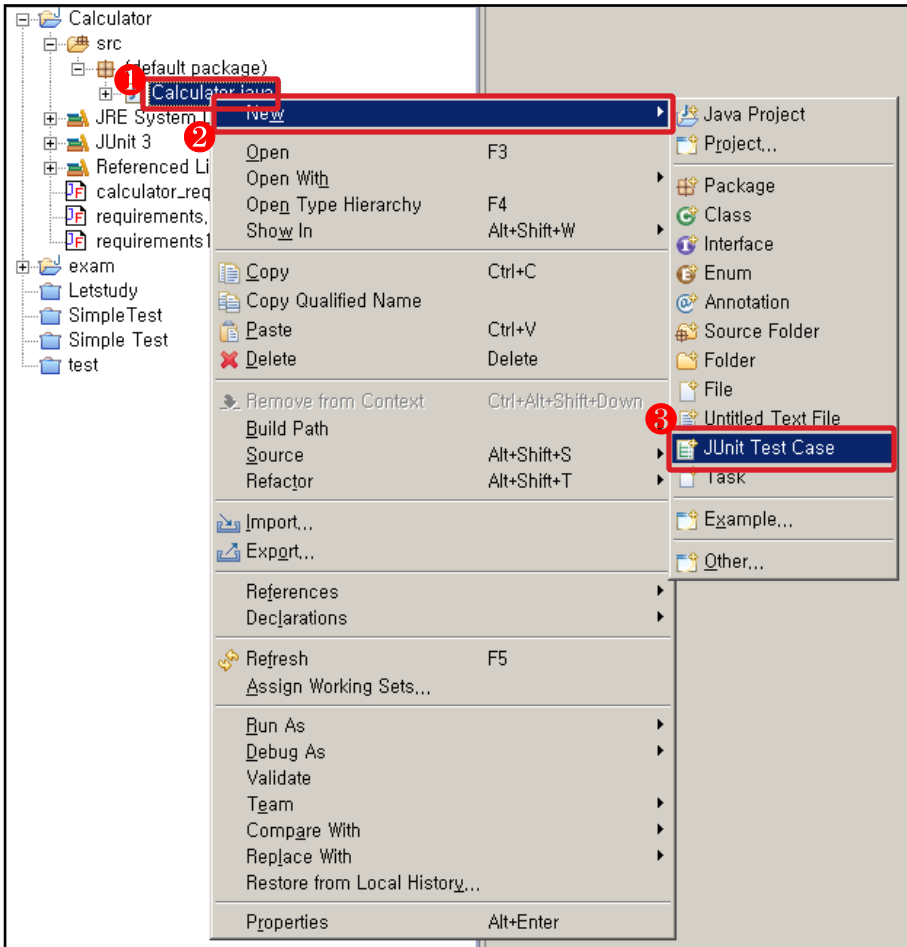 Calculator
src
(default package)
1
Calculator.java
JRE System L
JUnit 3
Referenced Li
calculator_req
requirements,
requirements1
exam
Letstudy
SimpleTest
Simple Test
test
2
New
Open F3
Open With
Open Type Hierarchy F4
Show In Alt+Shift+W
Copy Ctrl+C
Copy Qualified Name
Paste Ctrl+V
Delete Delete
Remove from Context Ctrl+Alt+Shift+Down
Build Path
Source Alt+Shift+S
Refactor Alt+Shift+T
Import...
Export...
References
Declarations
Refresh F5
Assign Working Sets...
Run As
Debug As
Validate
Team
Compare With
Replace With
Restore from Local History...
Properties Alt+Enter
Java Project
Project...
Package
Class
Interface
Enum
Annotation
Source Folder
Folder
File
Untitled Text File
3
JUnit Test Case
Task
Example...
Other...